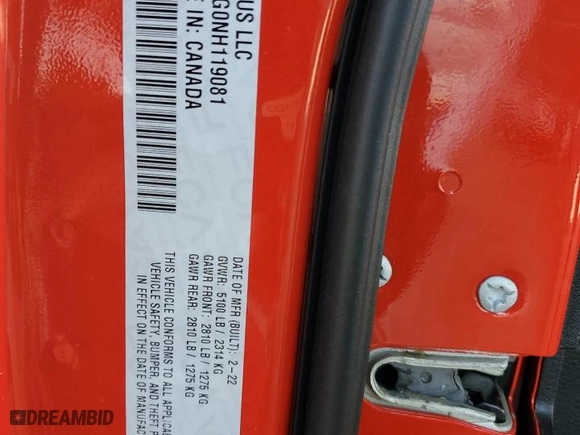 US LLC
G0NH119081
E IN: CANADA
DATE OF MFR (BUILT): 2-22
GVWR: 5100 LB / 2314 KG
GAWR FRONT: 2810 LB / 1275 KG
GAWR REAR: 2810 LB / 1275 KG
THIS VEHICLE CONFORMS TO ALL APPLICA
VEHICLE SAFETY, BUMPER, AND THEFT P
IN EFFECT ON THE DATE OF MANUFAC
DREAMBID